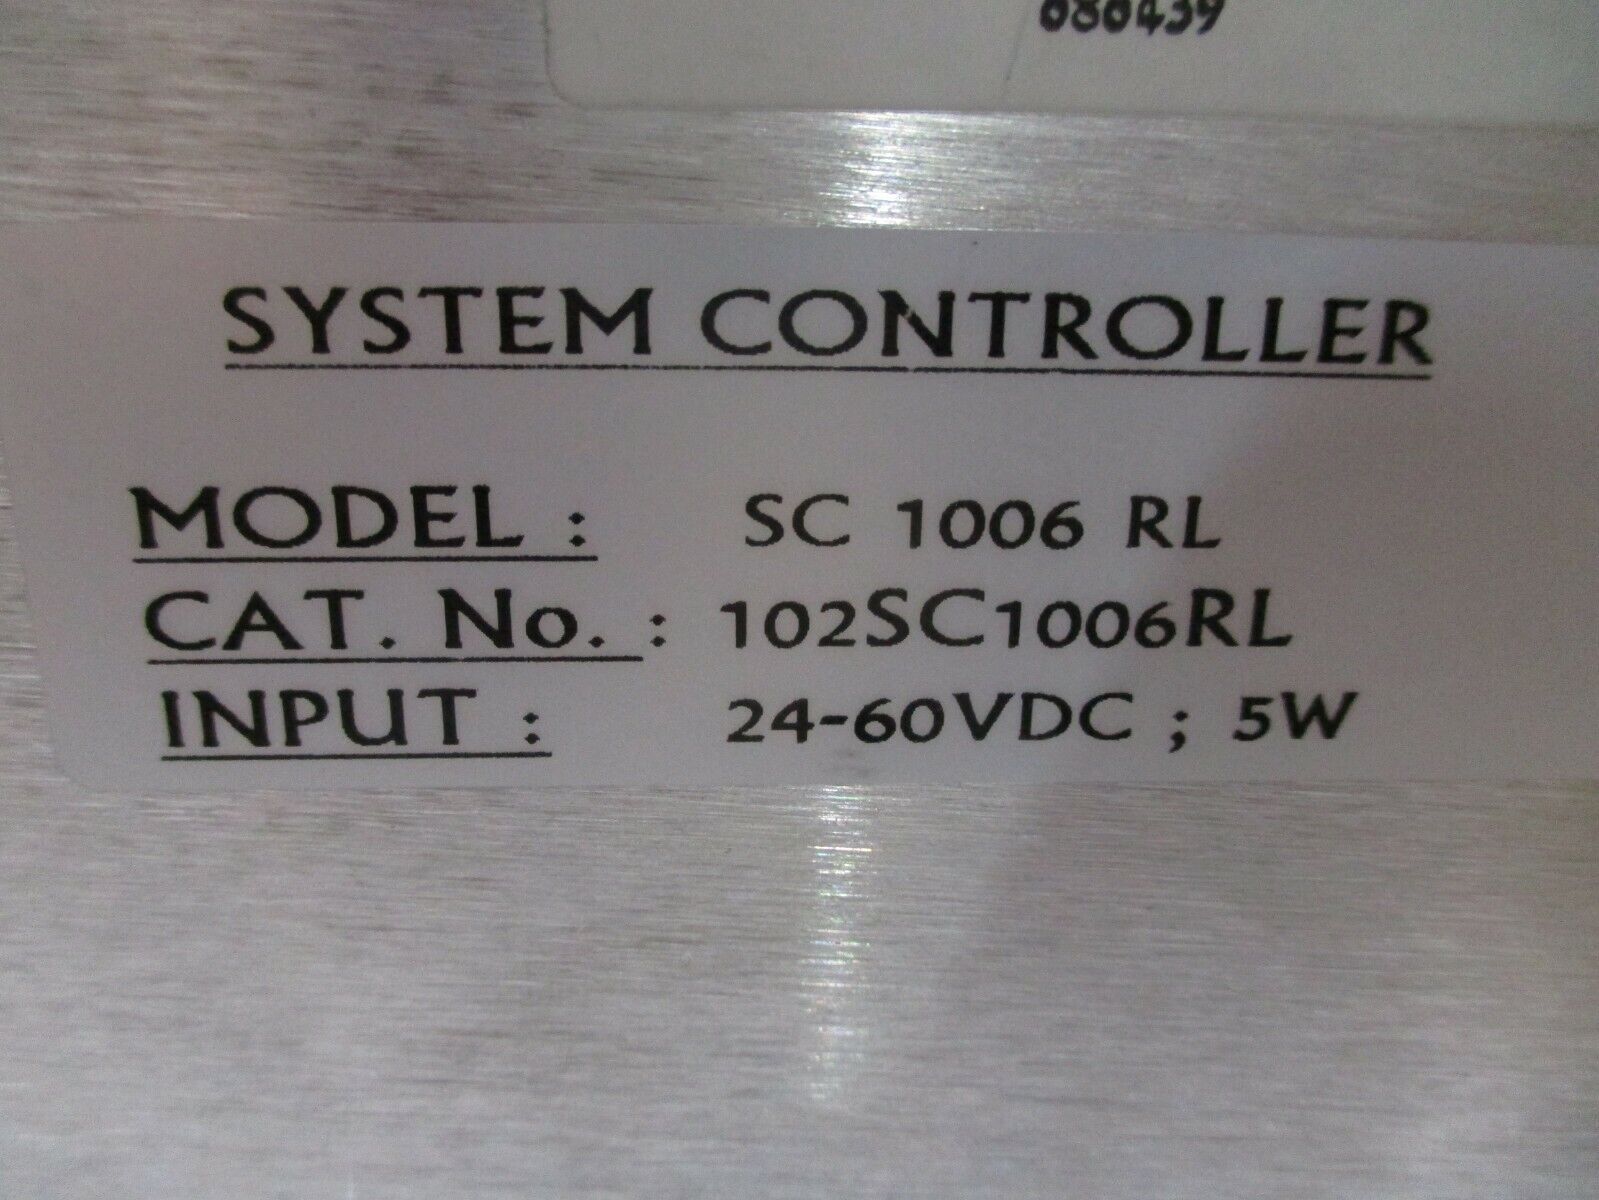 080439
SYSTEM CONTROLLER
MODEL : SC 1006 RL
CAT. No. : 102SC1006RL
INPUT : 24-60VDC ; 5W